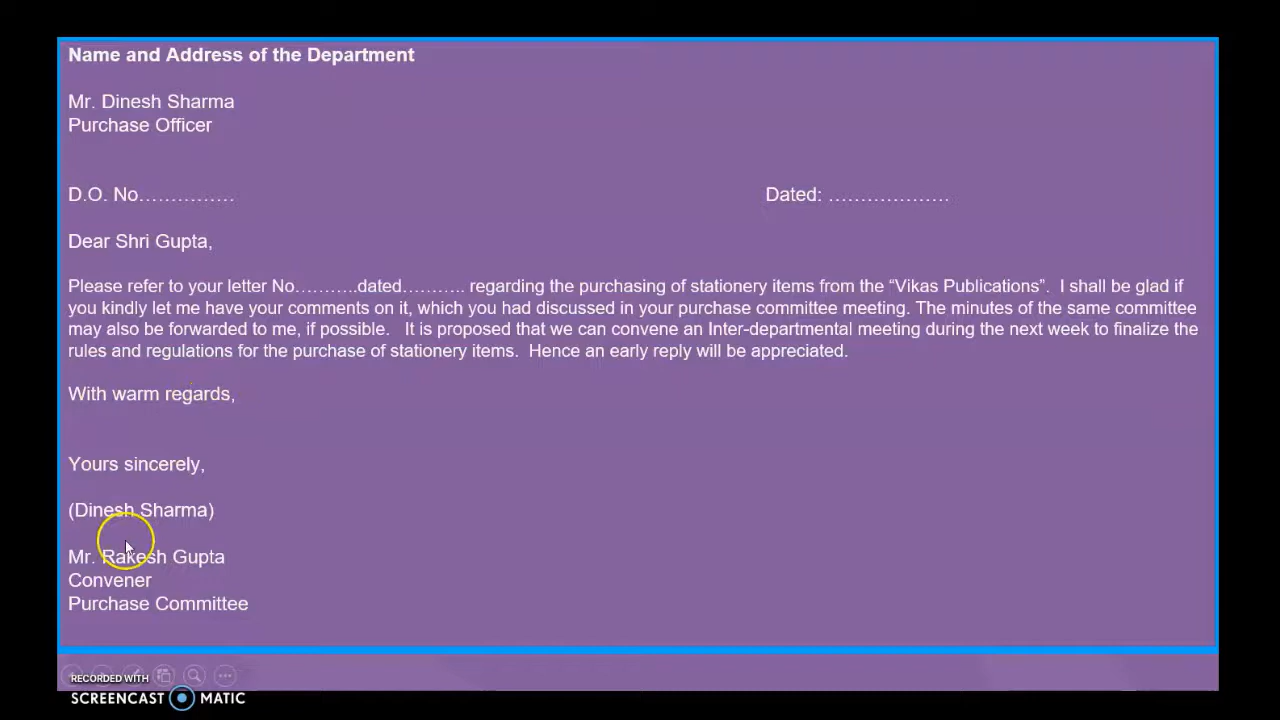 Name and Address of the Department
Mr. Dinesh Sharma
Purchase Officer
D.O. No…………… Dated: ……………….
Dear Shri Gupta,
Please refer to your letter No……….dated………. regarding the purchasing of stationery items from the “Vikas Publications”. I shall be glad if
you kindly let me have your comments on it, which you had discussed in your purchase committee meeting. The minutes of the same committee
may also be forwarded to me, if possible. It is proposed that we can convene an Inter-departmental meeting during the next week to finalize the
rules and regulations for the purchase of stationery items. Hence an early reply will be appreciated.
With warm regards,
Yours sincerely,
(Dinesh Sharma)
Mr. Rakesh Gupta
Convener
Purchase Committee
RECORDED WITH
SCREENCAST MATIC